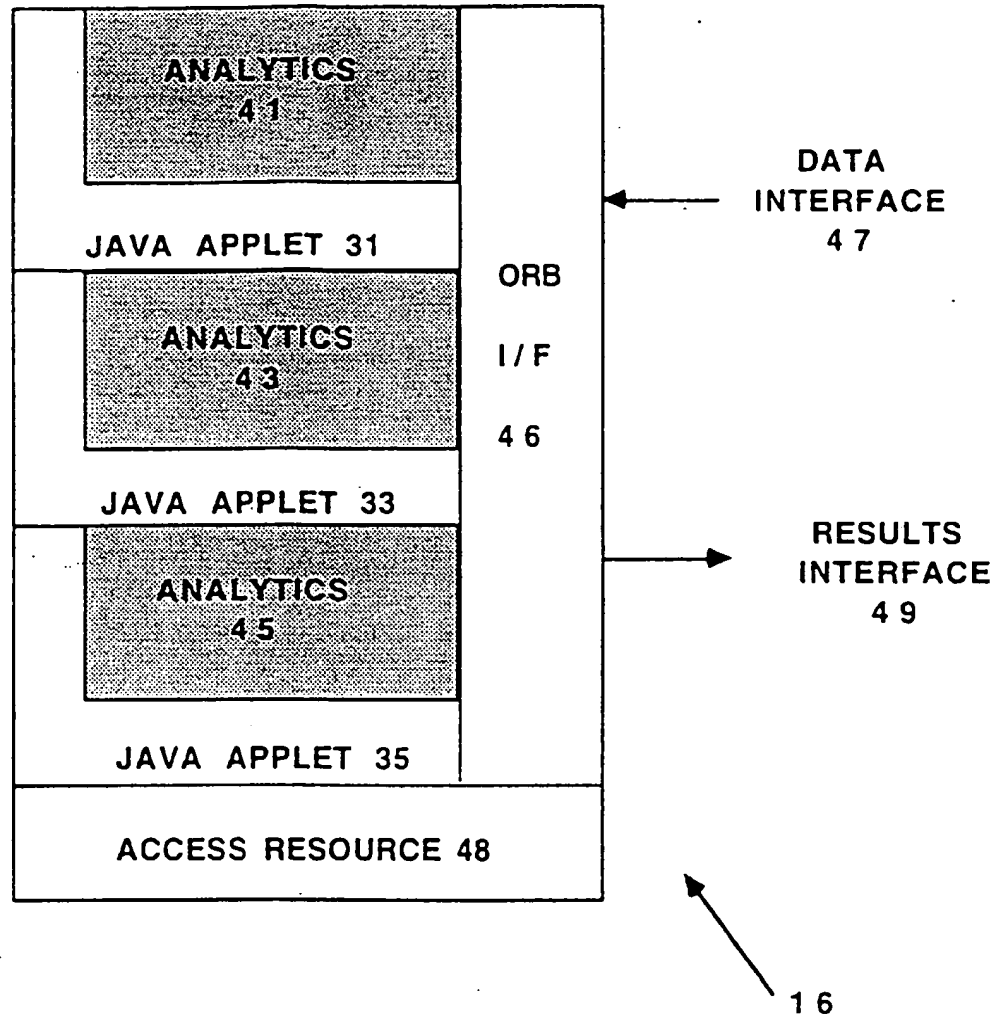 ANALYTICS
41
JAVA APPLET 31
ANALYTICS
43
JAVA APPLET 33
ANALYTICS
45
JAVA APPLET 35
ORB
I/F
46
ACCESS RESOURCE 48
DATA
INTERFACE
47
RESULTS
INTERFACE
49
16